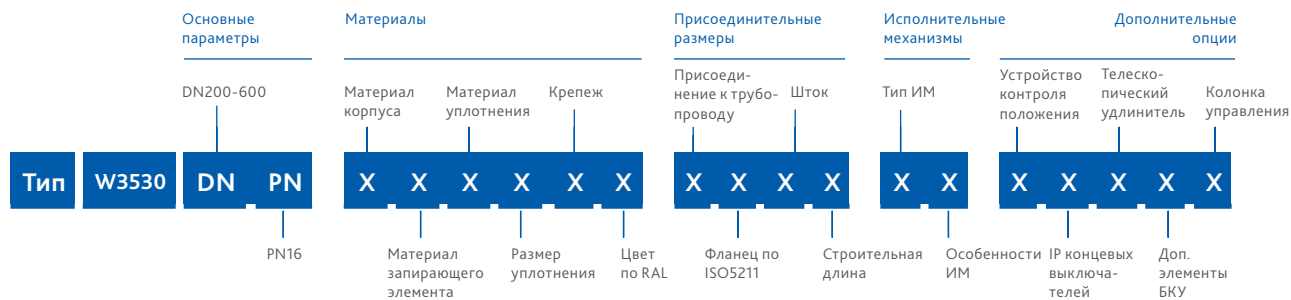 Основные
параметры
Материалы
Присоединительные
размеры
Исполнительные
механизмы
Дополнительные
опции
DN200-600
Материал
корпуса
Материал
уплотнения
Крепеж
Присоеди-
нение к трубо-
проводу
Шток
Тип ИМ
Устройство
контроля
положения
Телеско-
пический
удлинитель
Колонка
управления
Тип W3530 DN PN X X X X X X X X X X X X X X X X X
PN16
Материал
запирающего
элемента
Размер
уплотнения
Цвет
по RAL
Фланец по
ISO5211
Строительная
длина
Особенности
ИМ
IP концевых
выключа-
телей
Доп.
элементы
БКУ